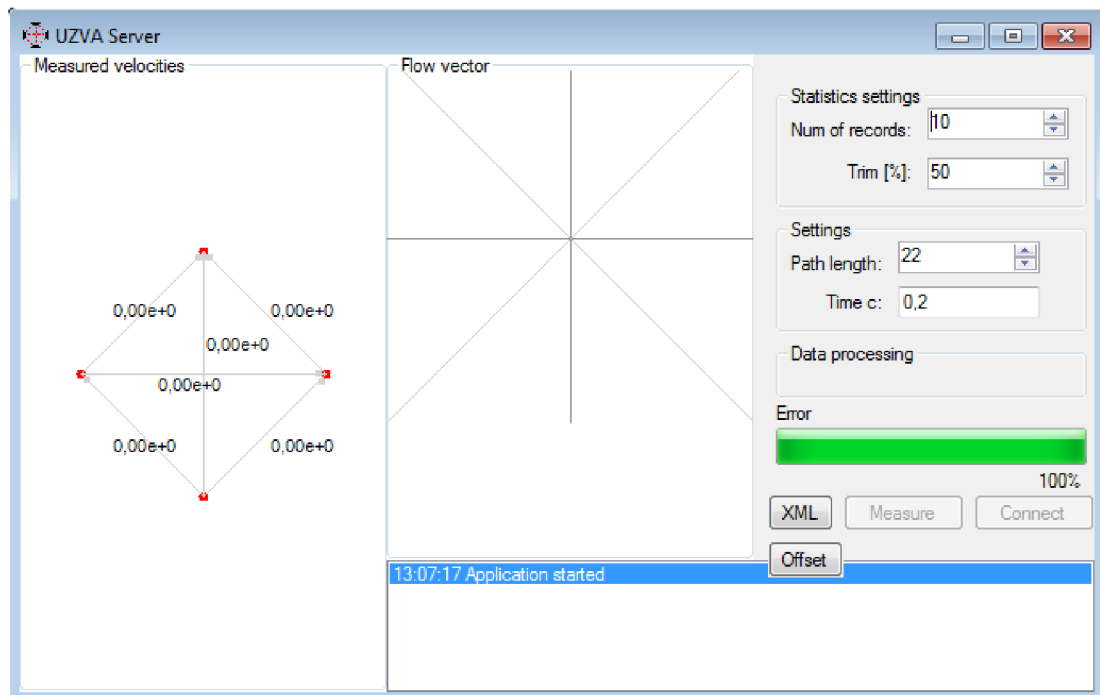 UZVA Server
Measured velocities
0,00e+0
0,00e+0
0,00e+0
0,00e+0
0,00e+0
0,00e+0
Flow vector
Statistics settings
Num of records: 10
Trim [%]: 50
Settings
Path length: 22
Time c: 0,2
Data processing
Error
100%
XML Measure Connect
Offset
13:07:17 Application started